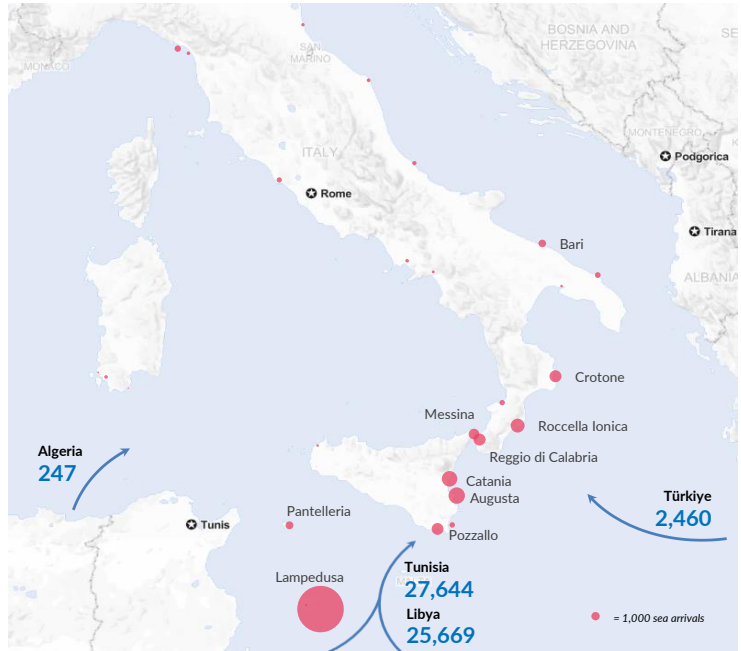 BOSNIA AND
HERZEGOVINA
SE
SAN
MARINO
MONACO
MONTENEGRO
K
ITALY
Podgorica
Rome
Tirana
Bari
ALBANIA
Crotone
Messina
Roccella Ionica
Reggio di Calabria
Algeria
247
Catania
Augusta
Türkiye
2,460
Pantelleria
Tunis
Pozzallo
Lampedusa
Tunisia
27,644
MALTA
Libya
25,669
= 1,000 sea arrivals